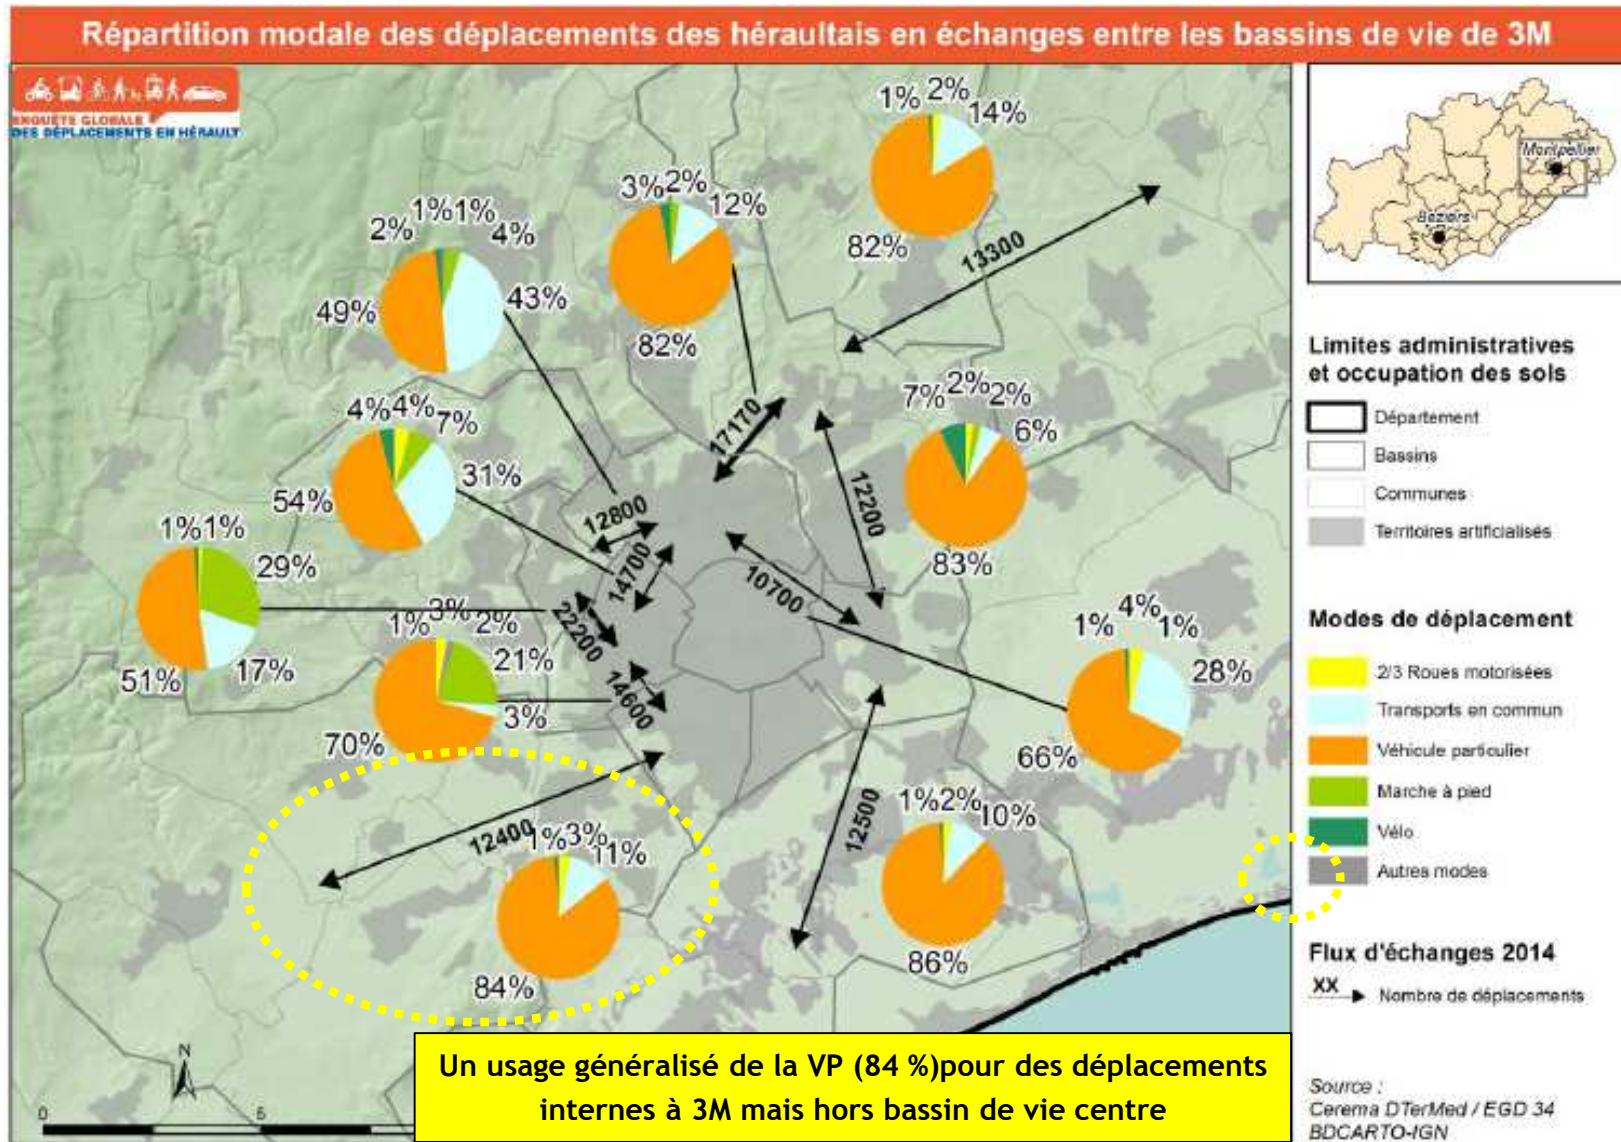 Répartition modale des déplacements des héraultais en échanges entre les bassins de vie de 3M
ENQUÊTE GLOBALE
DES DÉPLACEMENTS EN HÉRAULT
1% 2% 14%
82%
13300
3% 2% 12%
82%
17170
2% 1% 1% 4%
43%
49%
12800
4% 4% 7%
31%
54%
14700
7% 2% 2%
6%
83%
12200
10700
1% 1%
29%
17%
51%
22200
1% 3% 2%
21%
3%
70%
14600
1% 4% 1%
28%
66%
12400
1% 3% 11%
84%
12500
1% 2% 10%
86%
N
0 5
Un usage généralisé de la VP (84 %)pour des déplacements
internes à 3M mais hors bassin de vie centre
Montpellier
Béziers
Limites administratives
et occupation des sols
Département
Bassins
Communes
Territoires artificialisés
Modes de déplacement
2/3 Roues motorisées
Transports en commun
Véhicule particulier
Marche à pied
Vélo
Autres modes
Flux d'échanges 2014
XX
Nombre de déplacements
Source :
Cerema DTerMed / EGD 34
BDCARTO-IGN